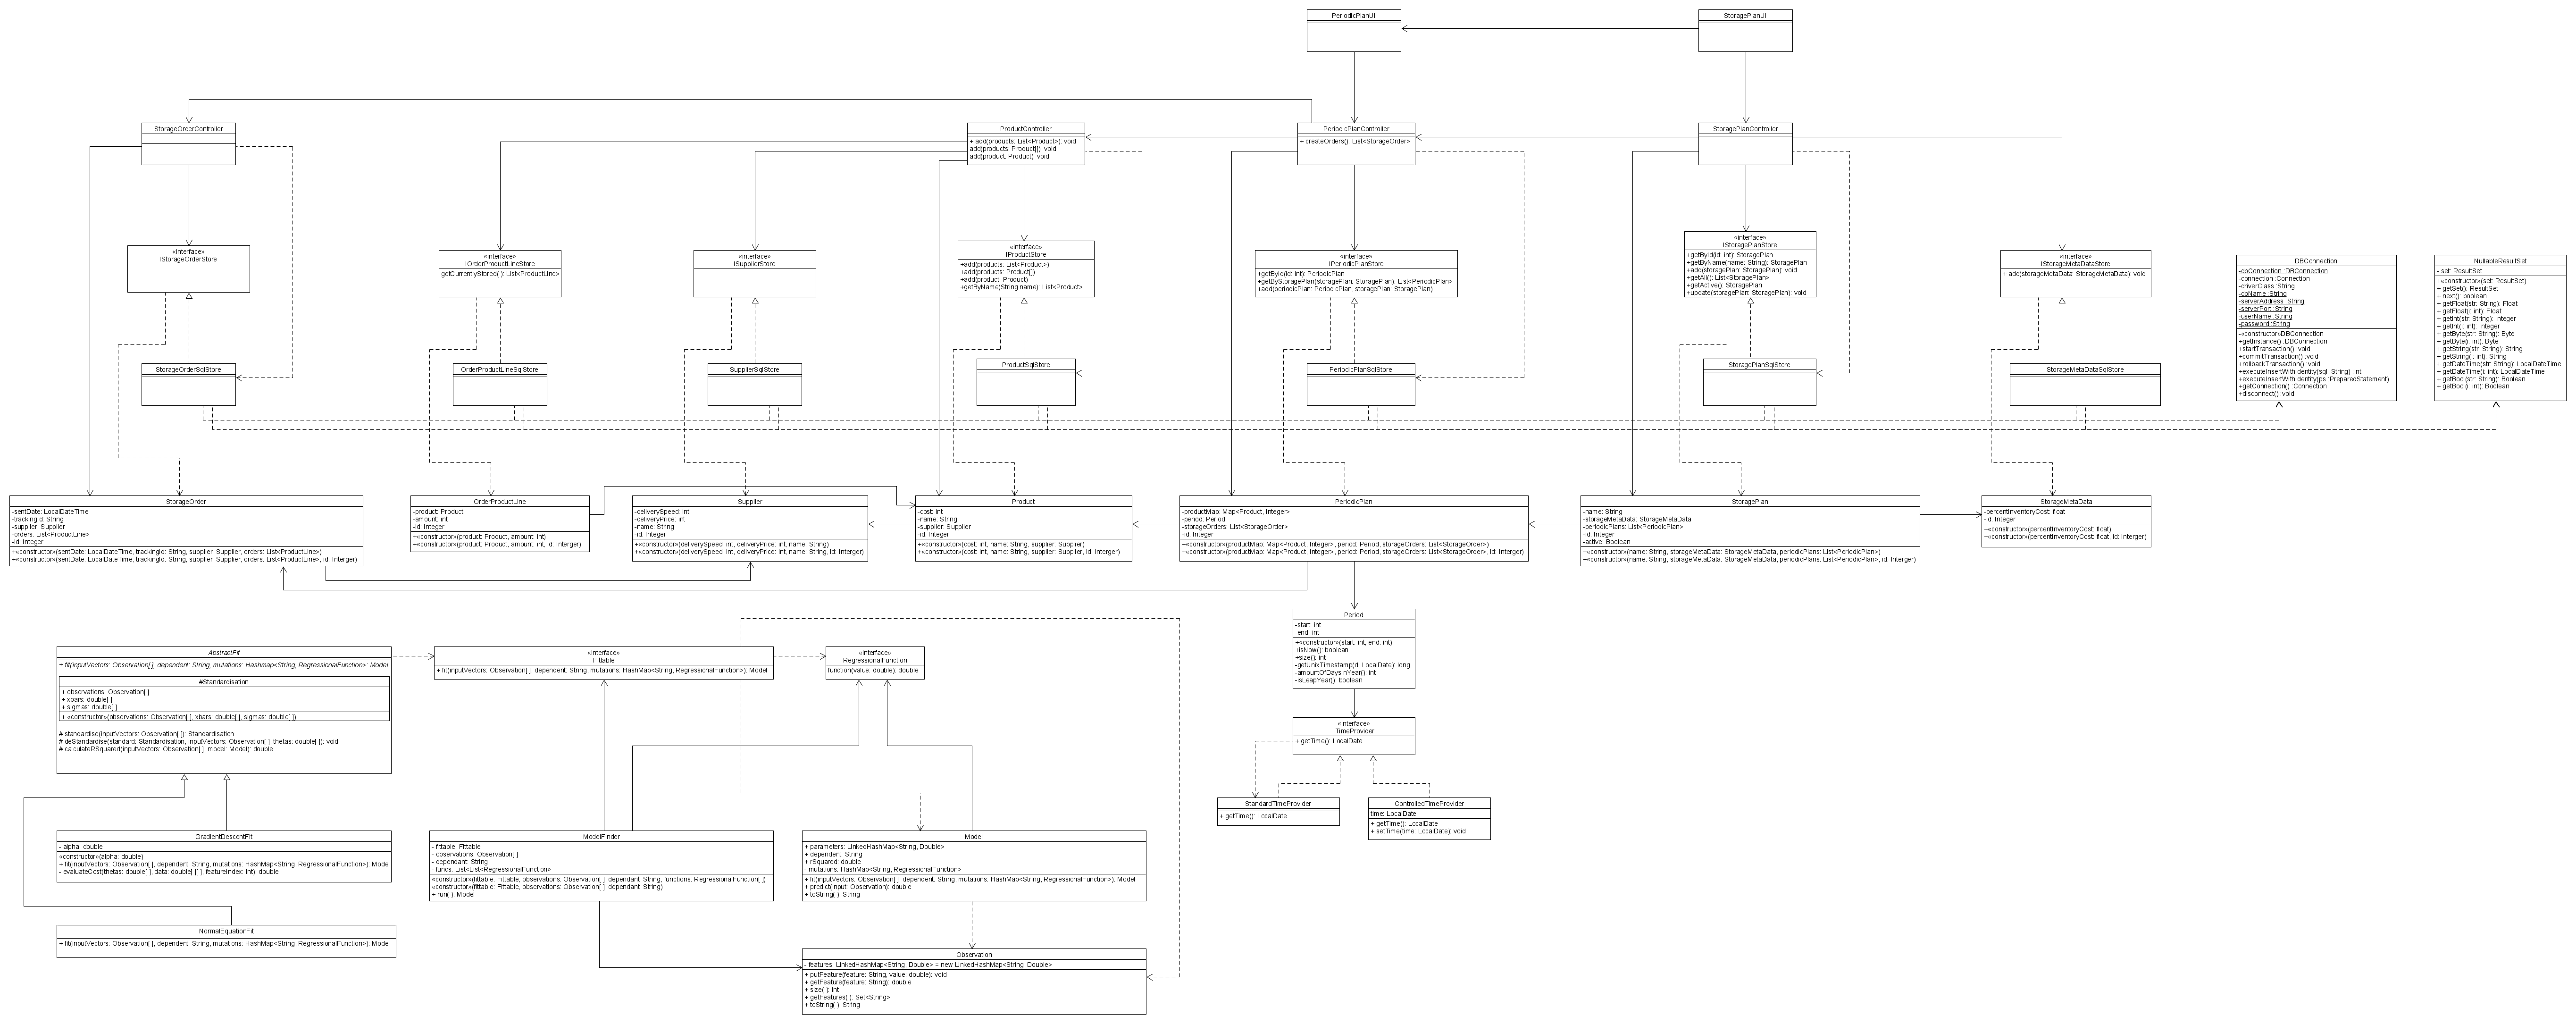 PeriodicPlanUI
StoragePlanUI
StorageOrderController
ProductController
+ add(products: List<Product>): void
add(products: Product[]): void
add(product: Product): void
PeriodicPlanController
+ createOrders(): List<StorageOrder>
StoragePlanController
«interface»
IStorageOrderStore
«interface»
IOrderProductLineStore
getCurrentlyStored( ): List<ProductLine>
«interface»
ISupplierStore
«interface»
IProductStore
+add(products: List<Product>)
+add(products: Product[])
+add(product: Product)
+getByName(String name): List<Product>
«interface»
IPeriodicPlanStore
+getById(id: int): PeriodicPlan
+getByStoragePlan(storagePlan: StoragePlan): List<PeriodicPlan>
+add(periodicPlan: PeriodicPlan, storagePlan: StoragePlan)
«interface»
IStoragePlanStore
+getById(id: int): StoragePlan
+getByName(name: String): StoragePlan
+add(storagePlan: StoragePlan): void
+getAll(): List<StoragePlan>
+getActive(): StoragePlan
+update(storagePlan: StoragePlan): void
«interface»
IStorageMetaDataStore
+ add(storageMetaData: StorageMetaData): void
DBConnection
-dbConnection :DBConnection
-connection :Connection
-driverClass :String
-dbName :String
-serverAddress :String
-serverPort :String
-userName :String
-password :String
-«constructor»DBConnection
+getInstance() :DBConnection
+startTransaction() :void
+commitTransaction() :void
+rollbackTransaction() :void
+executeInsertWithIdentity(sql :String) :int
+executeInsertWithIdentity(ps :PreparedStatement)
+getConnection() :Connection
+disconnect() :void
NullableResultSet
- set: ResultSet
+«constructor»(set: ResultSet)
+ getSet(): ResultSet
+ next(): boolean
+ getFloat(str: String): Float
+ getFloat(i: int): Float
+ getInt(str: String): Integer
+ getInt(i: int): Integer
+ getByte(str: String): Byte
+ getByte(i: int): Byte
+ getString(str: String): String
+ getString(i: int): String
+ getDateTime(str: String): LocalDateTime
+ getDateTime(i: int): LocalDateTime
+ getBool(str: String): Boolean
+ getBool(i: int): Boolean
StorageOrderSqlStore
OrderProductLineSqlStore
SupplierSqlStore
ProductSqlStore
PeriodicPlanSqlStore
StoragePlanSqlStore
StorageMetaDataSqlStore
StorageOrder
-sentDate: LocalDateTime
-trackingId: String
-supplier: Supplier
-orders: List<ProductLine>
-id: Integer
+«constructor»(sentDate: LocalDateTime, trackingId: String, supplier: Supplier, orders: List<ProductLine>)
+«constructor»(sentDate: LocalDateTime, trackingId: String, supplier: Supplier, orders: List<ProductLine>, id: Interger)
OrderProductLine
-product: Product
-amount: int
-id: Integer
+«constructor»(product: Product, amount: int)
+«constructor»(product: Product, amount: int, id: Interger)
Supplier
-deliverySpeed: int
-deliveryPrice: int
-name: String
-id: Integer
+«constructor»(deliverySpeed: int, deliveryPrice: int, name: String)
+«constructor»(deliverySpeed: int, deliveryPrice: int, name: String, id: Interger)
Product
-cost: int
-name: String
-supplier: Supplier
-id: Integer
+«constructor»(cost: int, name: String, supplier: Supplier)
+«constructor»(cost: int, name: String, supplier: Supplier, id: Integer)
PeriodicPlan
-productMap: Map<Product, Integer>
-period: Period
-storageOrders: List<StorageOrder>
-id: Integer
+«constructor»(productMap: Map<Product, Integer>, period: Period, storageOrders: List<StorageOrder>)
+«constructor»(productMap: Map<Product, Integer>, period: Period, storageOrders: List<StorageOrder>, id: Integer)
StoragePlan
-name: String
-storageMetaData: StorageMetaData
-periodicPlans: List<PeriodicPlan>
-id: Integer
-active: Boolean
+«constructor»(name: String, storageMetaData: StorageMetaData, periodicPlans: List<PeriodicPlan>)
+«constructor»(name: String, storageMetaData: StorageMetaData, periodicPlans: List<PeriodicPlan>, id: Interger)
StorageMetaData
-percentInventoryCost: float
-id: Integer
+«constructor»(percentInventoryCost: float)
+«constructor»(percentInventoryCost: float, id: Interger)
Period
-start: int
-end: int
+«constructor»(start: int, end: int)
+isNow(): boolean
+size(): int
-getUnixTimestamp(d: LocalDate): long
-amountOfDaysInYear(): int
-isLeapYear(): boolean
AbstractFit
+ fit(inputVectors: Observation[ ], dependent: String, mutations: Hashmap<String, RegressionalFunction>: Model
#Standardisation
+ observations: Observation[ ]
+ xbars: double[ ]
+ sigmas: double[ ]
+ «constructor»(observations: Observation[ ], xbars: double[ ], sigmas: double[ ])
# standardise(inputVectors: Observation[ ]): Standardisation
# deStandardise(standard: Standardisation, inputVectors: Observation[ ], thetas: double[ ]): void
# calculateRSquared(inputVectors: Observation[ ], model: Model): double
«interface»
Fittable
+ fit(inputVectors: Observation[ ], dependent: String, mutations: HashMap<String, RegressionalFunction>): Model
«interface»
RegressionalFunction
function(value: double): double
«interface»
ITimeProvider
+ getTime(): LocalDate
StandardTimeProvider
+ getTime(): LocalDate
ControlledTimeProvider
time: LocalDate
+ getTime(): LocalDate
+ setTime(time: LocalDate): void
GradientDescentFit
- alpha: double
«constructor»(alpha: double)
+ fit(inputVectors: Observation[ ], dependent: String, mutations: HashMap<String, RegressionalFunction>): Model
- evaluateCost(thetas: double[ ], data: double[ ][ ], featureIndex: int): double
ModelFinder
- fittable: Fittable
- observations: Observation[ ]
- dependant: String
- funcs: List<List<RegressionalFunction»
«constructor»(fittable: Fittable, observations: Observation[ ], dependant: String, functions: RegressionalFunction[ ])
«constructor»(fittable: Fittable, observations: Observation[ ], dependant: String)
+ run( ): Model
Model
+ parameters: LinkedHashMap<String, Double>
+ dependent: String
+ rSquared: double
- mutations: HashMap<String, RegressionalFunction>
+ fit(inputVectors: Observation[ ], dependent: String, mutations: HashMap<String, RegressionalFunction>): Model
+ predict(input: Observation): double
+ toString( ): String
NormalEquationFit
+ fit(inputVectors: Observation[ ], dependent: String, mutations: HashMap<String, RegressionalFunction>): Model
Observation
- features: LinkedHashMap<String, Double> = new LinkedHashMap<String, Double>
+ putFeature(feature: String, value: double): void
+ getFeature(feature: String): double
+ size( ): int
+ getFeatures( ): Set<String>
+ toString( ): String